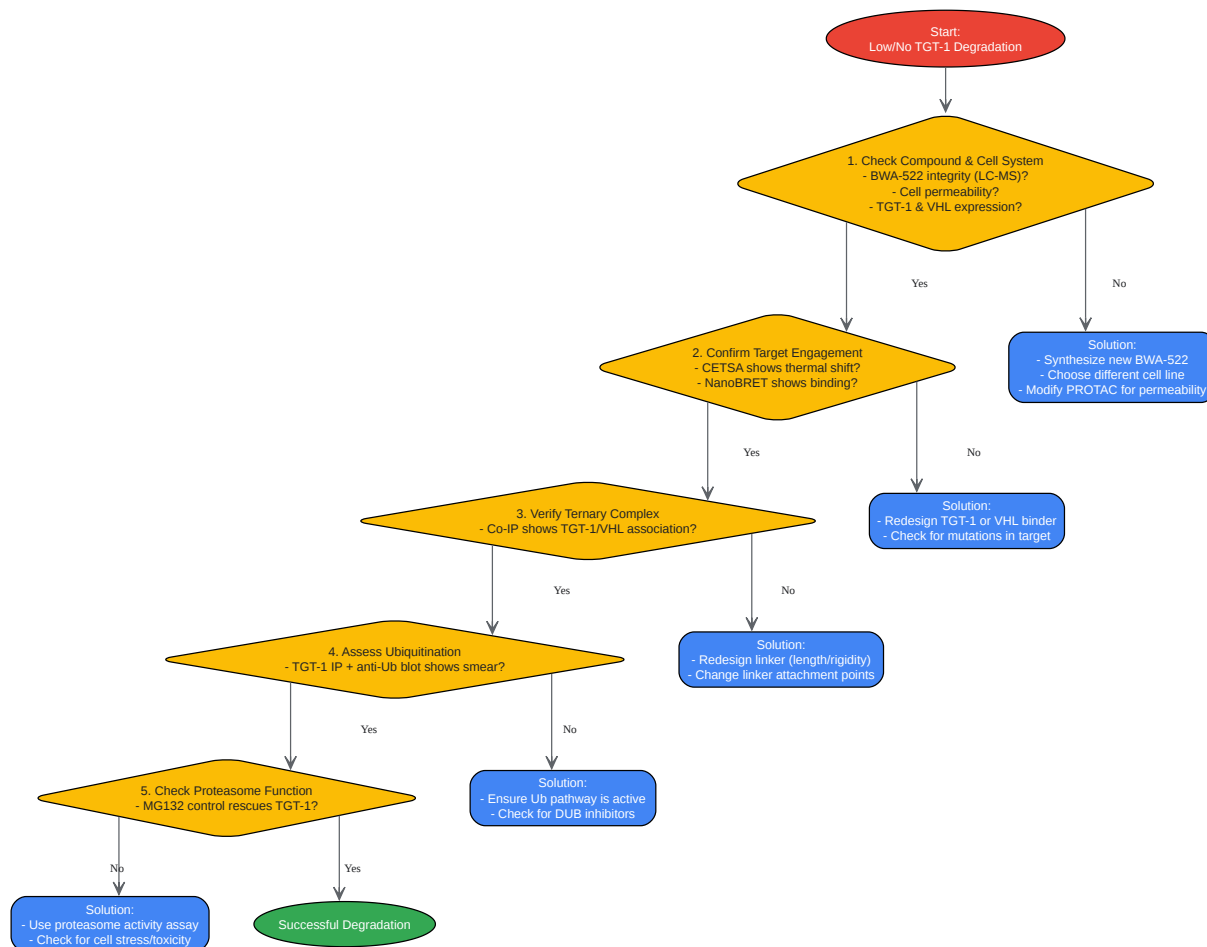 Start:
Low/No TGT-1 Degradation
1. Check Compound & Cell System
- BWA-522 integrity (LC-MS)?
- Cell permeability?
- TGT-1 & VHL expression?
Yes
No
2. Confirm Target Engagement
- CETSA shows thermal shift?
- NanoBRET shows binding?
Solution:
- Synthesize new BWA-522
- Choose different cell line
- Modify PROTAC for permeability
Yes
No
3. Verify Ternary Complex
- Co-IP shows TGT-1/VHL association?
Solution:
- Redesign TGT-1 or VHL binder
- Check for mutations in target
Yes
No
4. Assess Ubiquitination
- TGT-1 IP + anti-Ub blot shows smear?
Solution:
- Redesign linker (length/rigidity)
- Change linker attachment points
Yes
No
5. Check Proteasome Function
- MG132 control rescues TGT-1?
Solution:
- Ensure Ub pathway is active
- Check for DUB inhibitors
No
Yes
Solution:
- Use proteasome activity assay
- Check for cell stress/toxicity
Successful Degradation